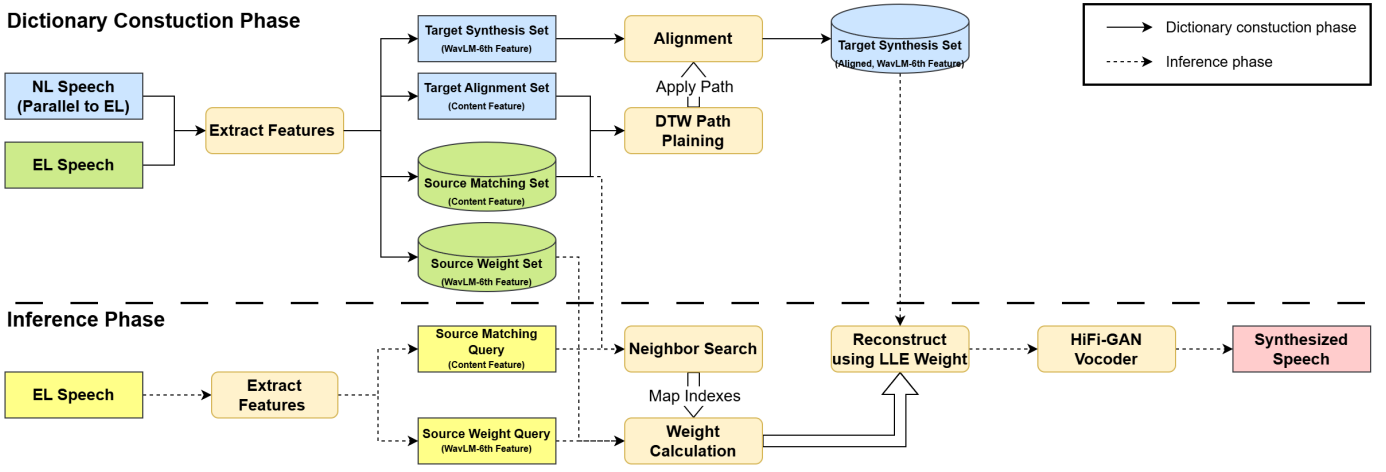 Dictionary Constuction Phase
NL Speech
(Parallel to EL)
EL Speech
Extract Features
Target Synthesis Set
(WavLM-6th Feature)
Target Alignment Set
(Content Feature)
Source Matching Set
(Content Feature)
Source Weight Set
(WavLM-6th Feature)
Alignment
Apply Path
DTW Path
Plaining
Target Synthesis Set
(Aligned, WavLM-6th Feature)
Dictionary constuction phase
Inference phase
Inference Phase
EL Speech
Extract
Features
Source Matching
Query
(Content Feature)
Source Weight Query
(WavLM-6th Feature)
Neighbor Search
Map Indexes
Weight
Calculation
Reconstruct
using LLE Weight
HiFi-GAN
Vocoder
Synthesized
Speech